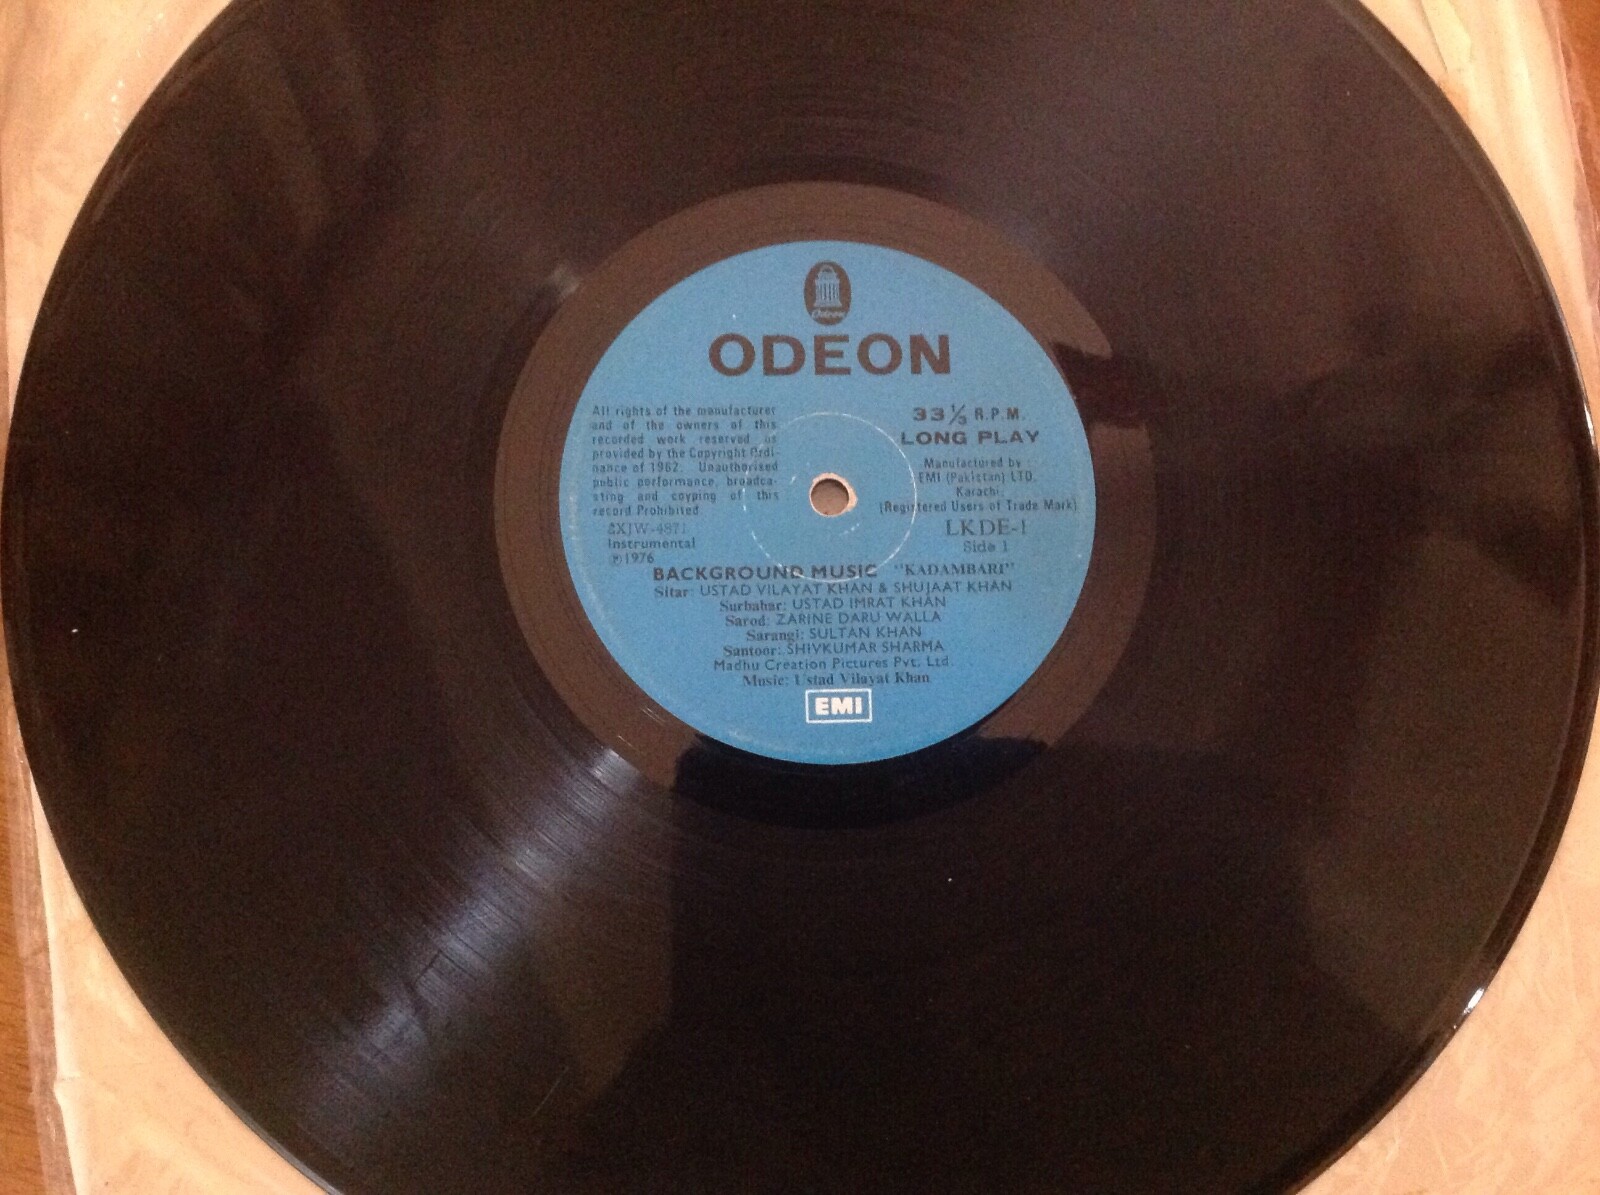 Odeon
ODEON
All rights of the manufacturer
and of the owners of this
recorded work reserved as
provided by the Copyright Ordi-
nance of 1962. Unauthorised
public performance, broadca-
sting and coyping of this
record Prohibited.
33⅓ R.P.M.
LONG PLAY
Manufactured by
EMI (Pakistan) LTD.
Karachi.
(Registered Users of Trade Mark)
LKDE-1
Side 1
XJW-4871
Instrumental
℗1976
BACKGROUND MUSIC "KADAMBARI"
Sitar: USTAD VILAYAT KHAN & SHUJAAT KHAN
Surbahar: USTAD IMRAT KHAN
Sarod: ZARINE DARU WALLA
Sarangi: SULTAN KHAN
Santoor: SHIVKUMAR SHARMA
Madhu Creation Pictures Pvt. Ltd.
Music: Ustad Vilayat Khan
EMI